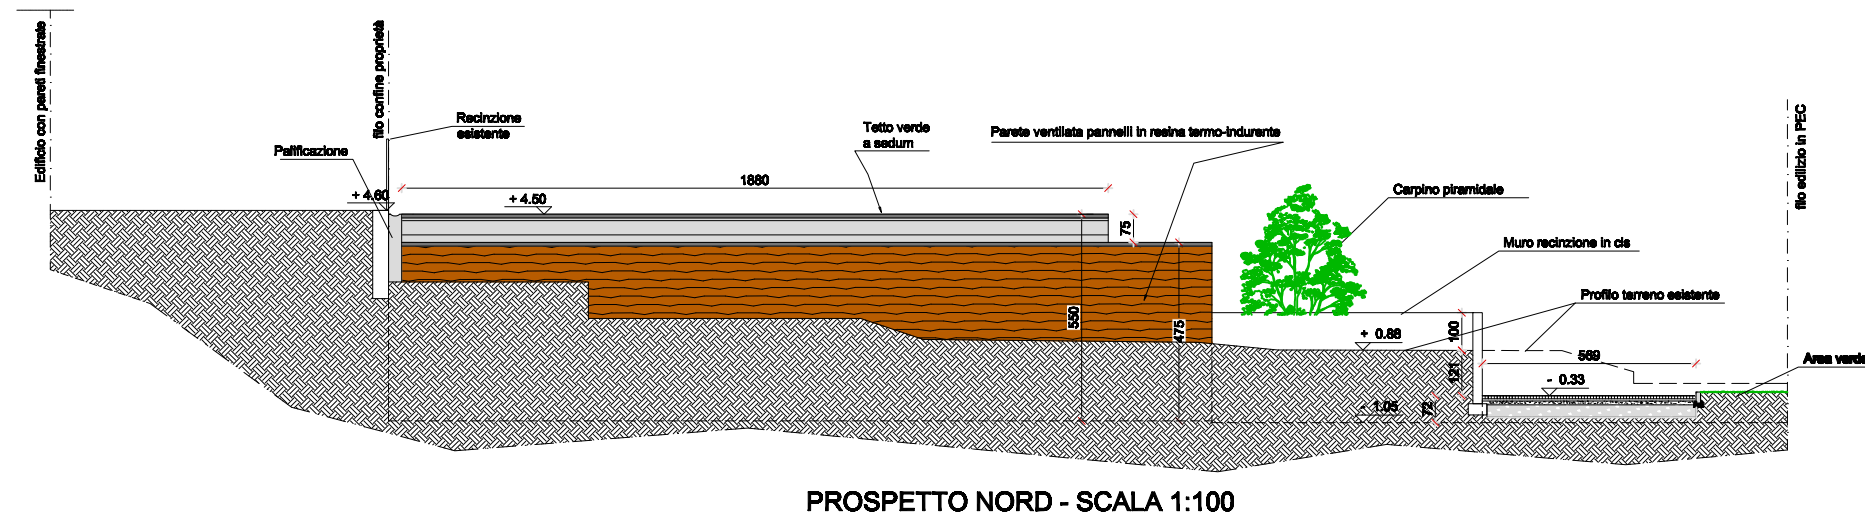 Edificio con pareti finestrate
filo confine proprietà
Recinzione
esistente
Palificazione
+ 4.60
+ 4.50
1880
Tetto verde
a sedum
Parete ventilata pannelli in resina termo-indurente
75
550
475
Carpino piramidale
Muro recinzione in cls
Profilo terreno esistente
filo edilizio in PEC
+ 0.88
100
121
72
569
- 0.33
- 1.05
Area verde
PROSPETTO NORD - SCALA 1:100